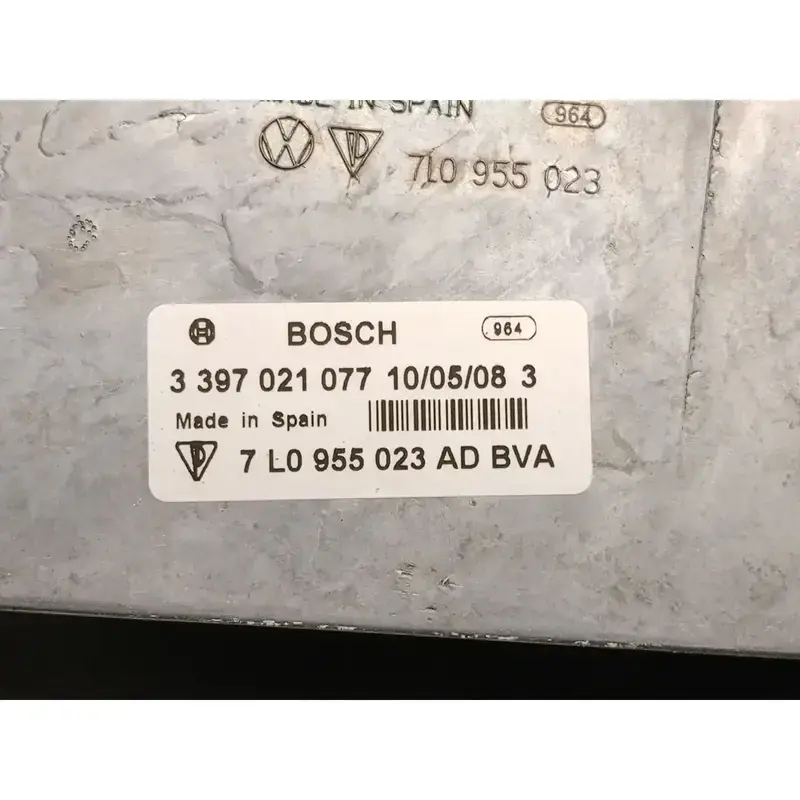 MADE IN SPAIN 964
7L0 955 023
BOSCH 964
3 397 021 077 10/05/08 3
Made in Spain
7 L0 955 023 AD BVA